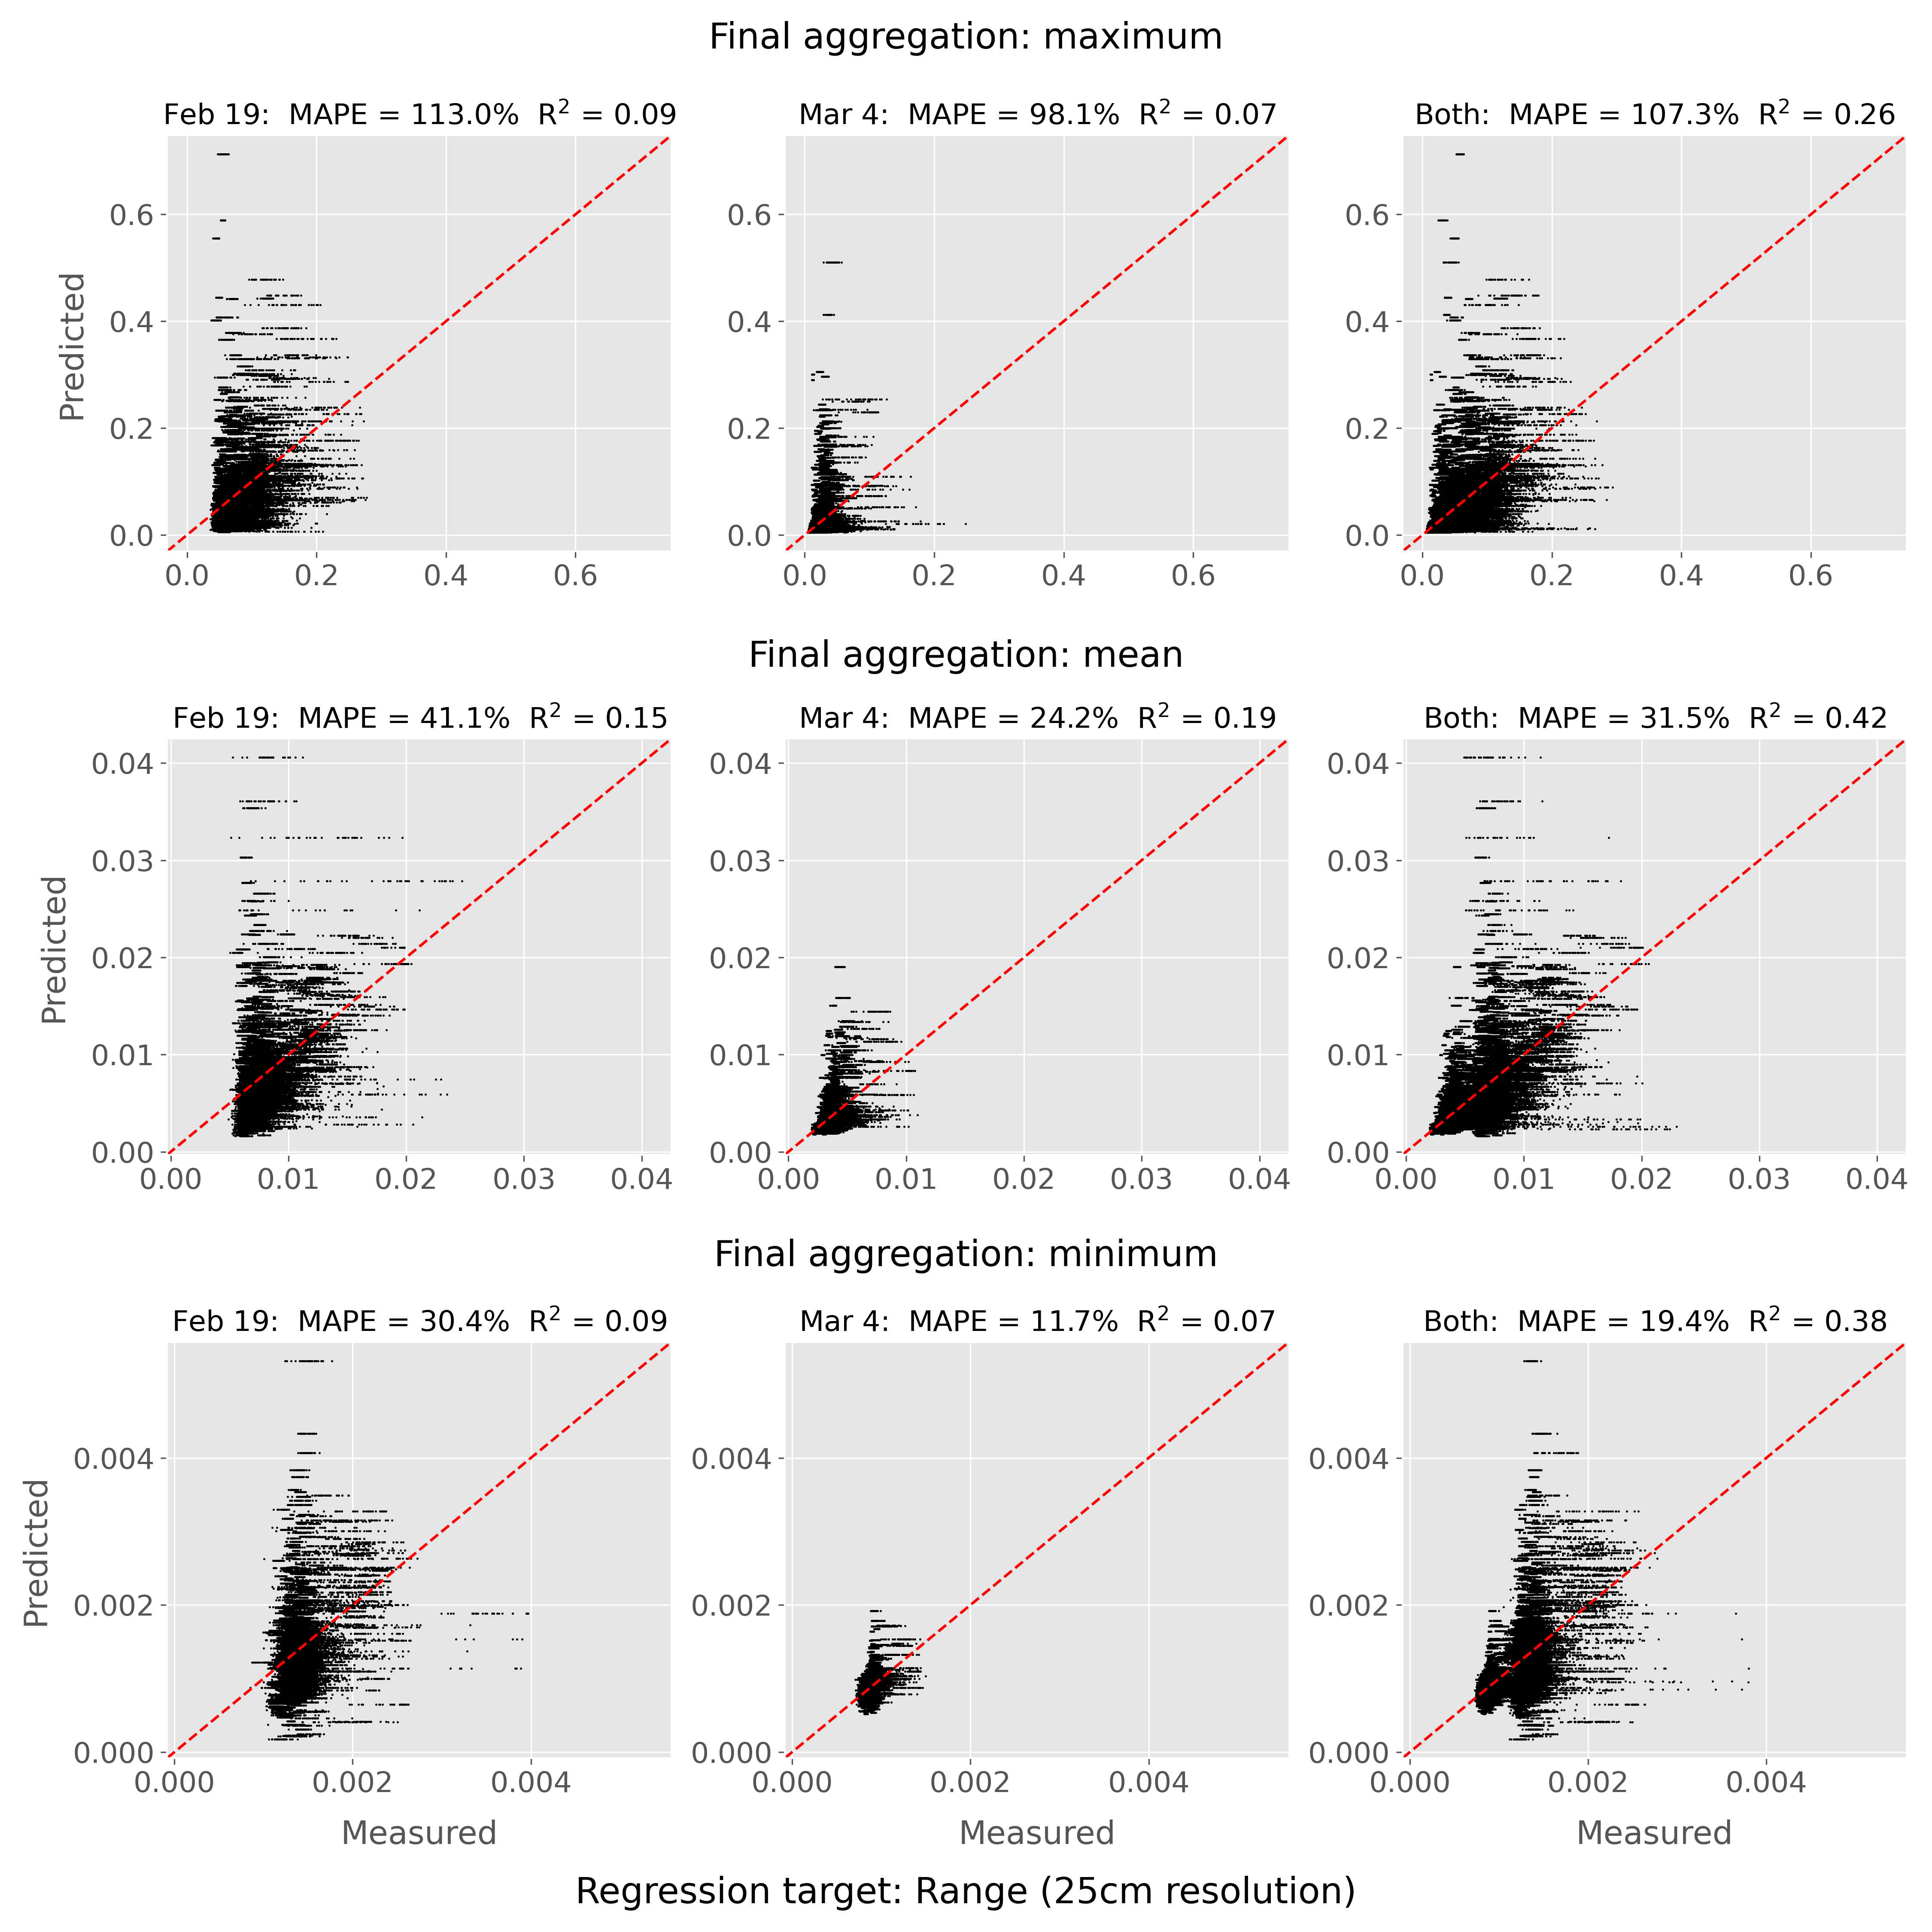 Final aggregation: maximum
Feb 19:  MAPE = 113.0%  R² = 0.09
Mar 4:  MAPE = 98.1%  R² = 0.07
Both:  MAPE = 107.3%  R² = 0.26
Predicted
0.6
0.4
0.2
0.0
0.0 0.2 0.4 0.6
0.6
0.4
0.2
0.0
0.0 0.2 0.4 0.6
0.6
0.4
0.2
0.0
0.0 0.2 0.4 0.6
Final aggregation: mean
Feb 19:  MAPE = 41.1%  R² = 0.15
Mar 4:  MAPE = 24.2%  R² = 0.19
Both:  MAPE = 31.5%  R² = 0.42
Predicted
0.04
0.03
0.02
0.01
0.00
0.00 0.01 0.02 0.03 0.04
0.04
0.03
0.02
0.01
0.00
0.00 0.01 0.02 0.03 0.04
0.04
0.03
0.02
0.01
0.00
0.00 0.01 0.02 0.03 0.04
Final aggregation: minimum
Feb 19:  MAPE = 30.4%  R² = 0.09
Mar 4:  MAPE = 11.7%  R² = 0.07
Both:  MAPE = 19.4%  R² = 0.38
Predicted
0.004
0.002
0.000
0.000 0.002 0.004
Measured
0.004
0.002
0.000
0.000 0.002 0.004
Measured
0.004
0.002
0.000
0.000 0.002 0.004
Measured
Regression target: Range (25cm resolution)